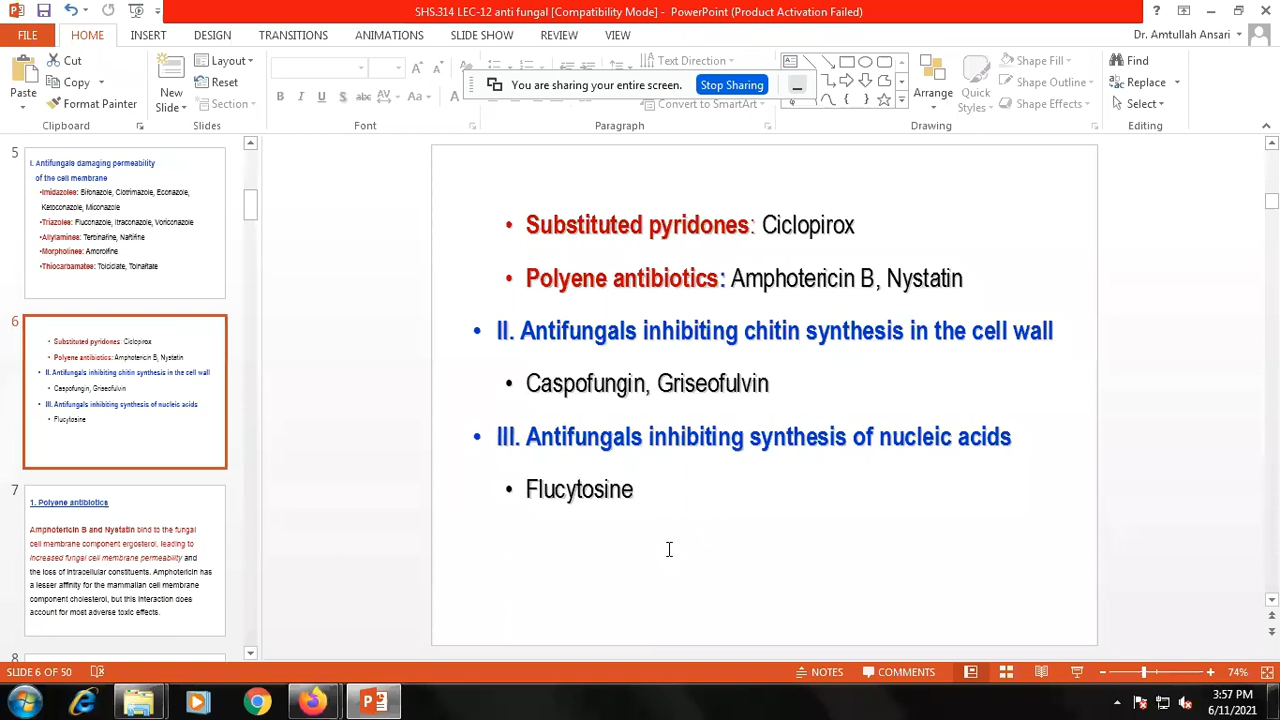 SHS.314 LEC-12 anti fungal [Compatibility Mode] - PowerPoint (Product Activation Failed)
FILE HOME INSERT DESIGN TRANSITIONS ANIMATIONS SLIDE SHOW REVIEW VIEW Dr. Amtullah Ansari
Paste
Cut
Copy
Format Painter
Clipboard
New Slide
Layout
Reset
Section
Slides
Font
You are sharing your entire screen. Stop Sharing
Text Direction
Convert to SmartArt
Paragraph
Arrange
Quick Styles
Shape Fill
Shape Outline
Shape Effects
Drawing
Find
Replace
Select
Editing
5
I. Antifungals damaging permeability
of the cell membrane
•Imidazoles: Bifonazole, Clotrimazole, Econazole,
Ketoconazole, Miconazole
•Triazoles: Fluconazole, Itraconazole, Voriconazole
•Allylamines: Terbinafine, Naftifine
•Morpholines: Amorolfine
•Thiocarbamates: Tolciclate, Tolnaftate
6
• Substituted pyridones: Ciclopirox
• Polyene antibiotics: Amphotericin B, Nystatin
• II. Antifungals inhibiting chitin synthesis in the cell wall
• Caspofungin, Griseofulvin
• III. Antifungals inhibiting synthesis of nucleic acids
• Flucytosine
7
1. Polyene antibiotics
Amphotericin B and Nystatin bind to the fungal
cell membrane component ergosterol, leading to
increased fungal cell membrane permeability and
the loss of intracellular constituents. Amphotericin has
a lesser affinity for the mammalian cell membrane
component cholesterol, but this interaction does
account for most adverse toxic effects.
8
• Substituted pyridones: Ciclopirox
• Polyene antibiotics: Amphotericin B, Nystatin
• II. Antifungals inhibiting chitin synthesis in the cell wall
• Caspofungin, Griseofulvin
• III. Antifungals inhibiting synthesis of nucleic acids
• Flucytosine
SLIDE 6 OF 50
NOTES COMMENTS 74%
3:57 PM
6/11/2021